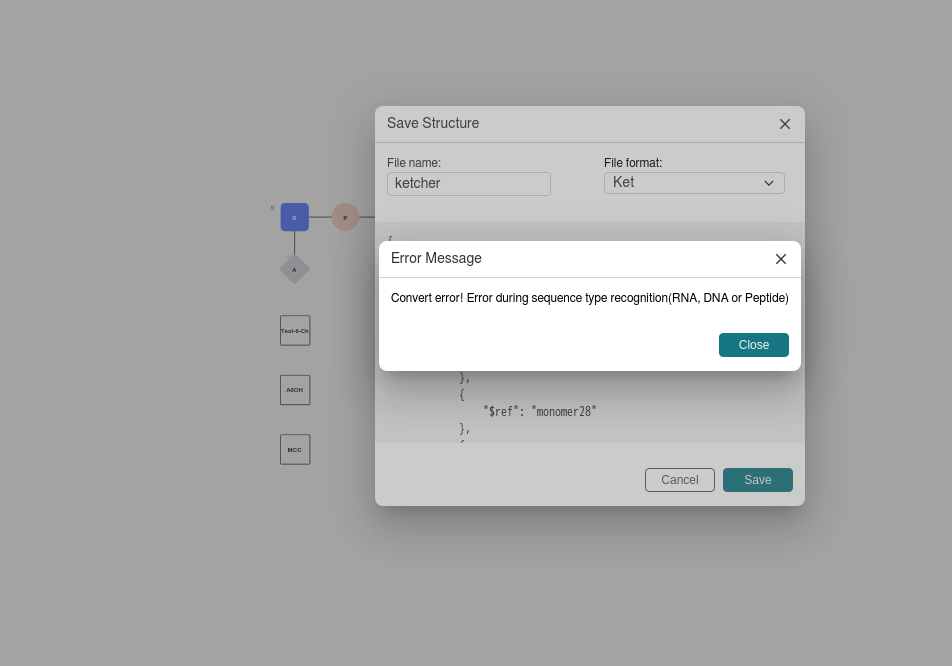 Save Structure
File name:
File format:
ketcher
Ket
R
P
{
Error Message
A
Convert error! Error during sequence type recognition(RNA, DNA or Peptide)
Test-6-Ch
Close
},
A6OH
{
"$ref": "monomer28"
},
MCC
Cancel
Save